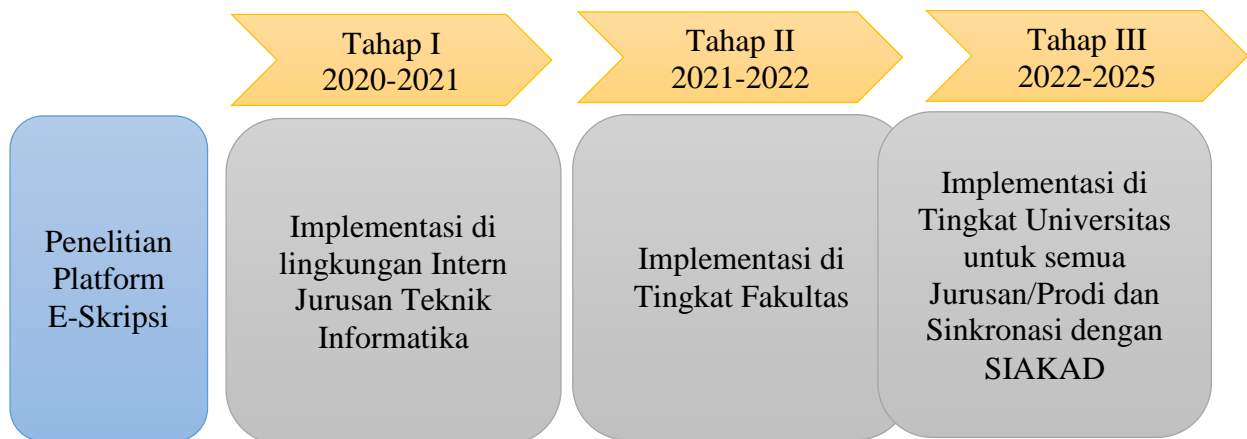 Tahap I
2020-2021
Tahap II
2021-2022
Tahap III
2022-2025
Penelitian
Platform
E-Skripsi
Implementasi di
lingkungan Intern
Jurusan Teknik
Informatika
Implementasi di
Tingkat Fakultas
Implementasi di
Tingkat Universitas
untuk semua
Jurusan/Prodi dan
Sinkronasi dengan
SIAKAD